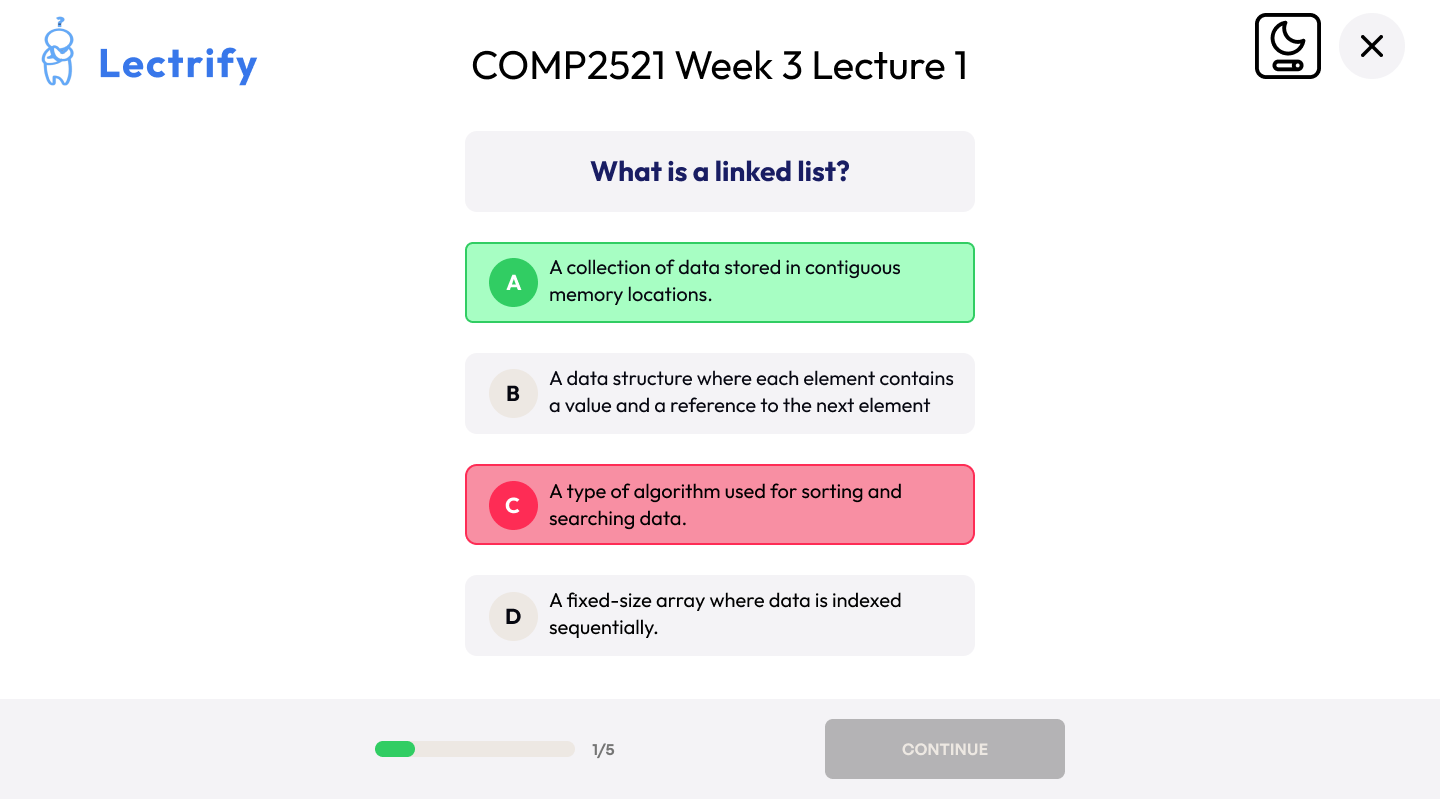 Lectrify
COMP2521 Week 3 Lecture 1
What is a linked list?
A
A collection of data stored in contiguous
memory locations.
B
A data structure where each element contains
a value and a reference to the next element
C
A type of algorithm used for sorting and
searching data.
D
A fixed-size array where data is indexed
sequentially.
1/5
CONTINUE